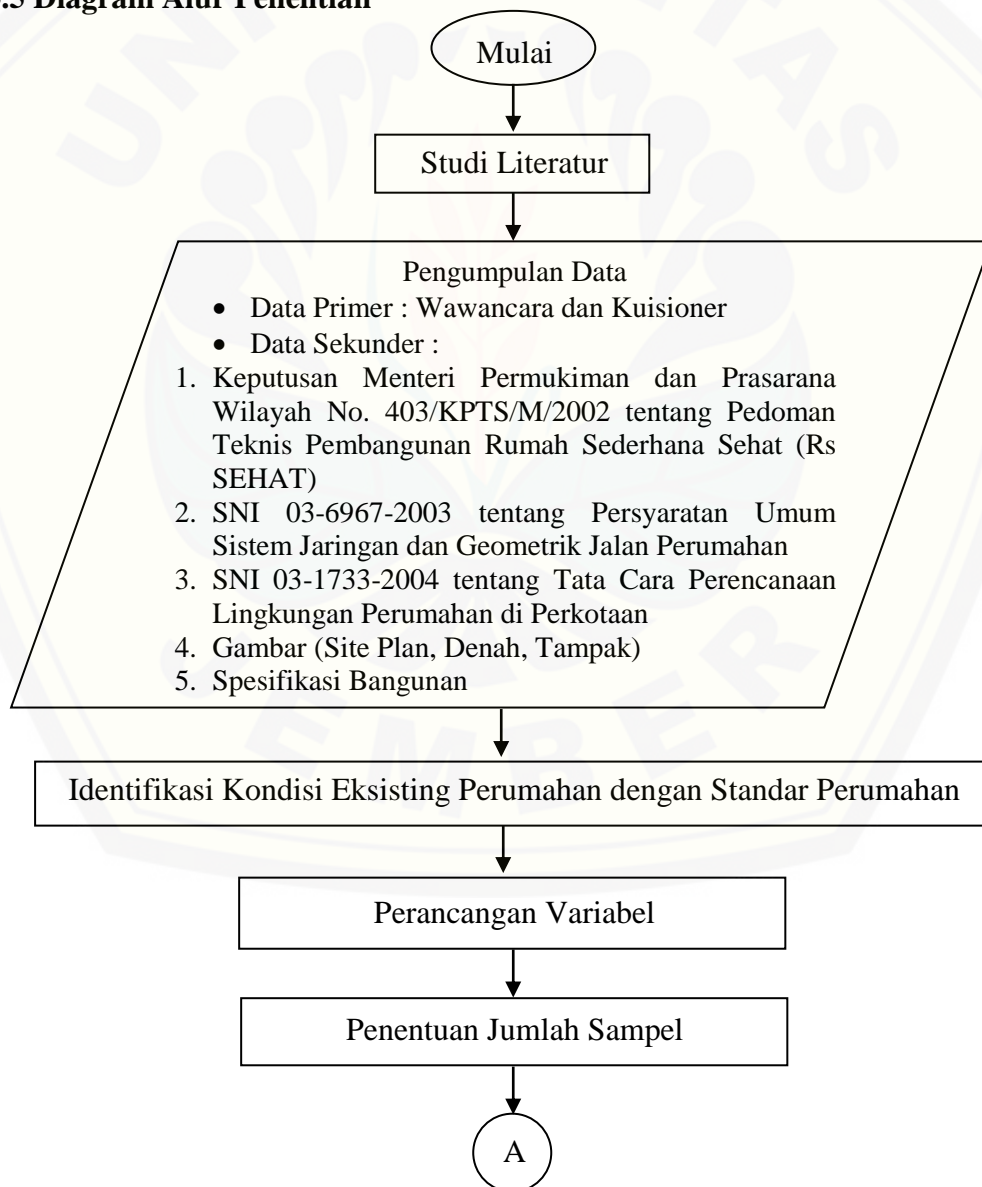 .5 Diagram Alur Penelitian
Mulai
Studi Literatur
Pengumpulan Data
• Data Primer : Wawancara dan Kuisioner
• Data Sekunder :
1. Keputusan Menteri Permukiman dan Prasarana
Wilayah No. 403/KPTS/M/2002 tentang Pedoman
Teknis Pembangunan Rumah Sederhana Sehat (Rs
SEHAT)
2. SNI 03-6967-2003 tentang Persyaratan Umum
Sistem Jaringan dan Geometrik Jalan Perumahan
3. SNI 03-1733-2004 tentang Tata Cara Perencanaan
Lingkungan Perumahan di Perkotaan
4. Gambar (Site Plan, Denah, Tampak)
5. Spesifikasi Bangunan
Identifikasi Kondisi Eksisting Perumahan dengan Standar Perumahan
Perancangan Variabel
Penentuan Jumlah Sampel
A